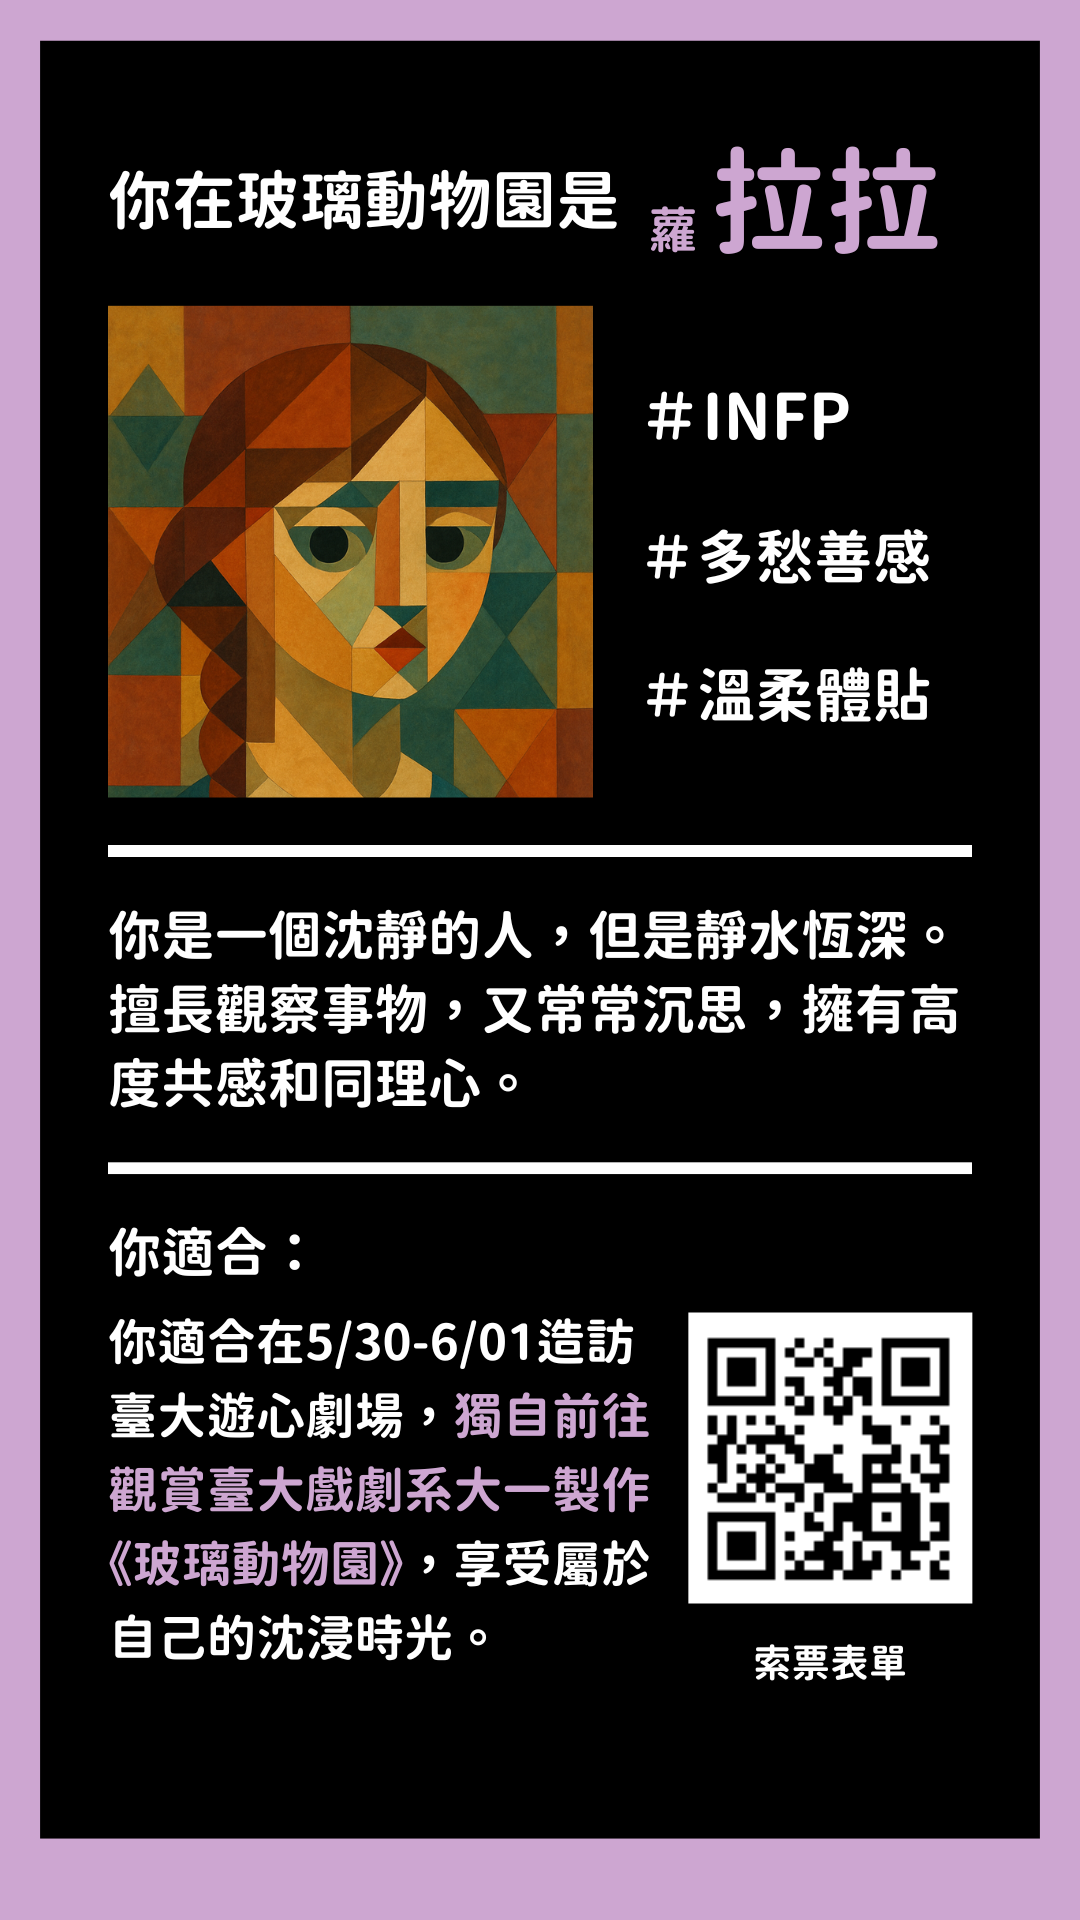 你在玻璃動物園是 蘿拉拉
#INFP
#多愁善感
#溫柔體貼
你是一個沈靜的人，但是靜水恆深。
擅長觀察事物，又常常沉思，擁有高
度共感和同理心。
你適合：
你適合在5/30-6/01造訪
臺大遊心劇場，獨自前往
觀賞臺大戲劇系大一製作
《玻璃動物園》，享受屬於
自己的沈浸時光。
索票表單